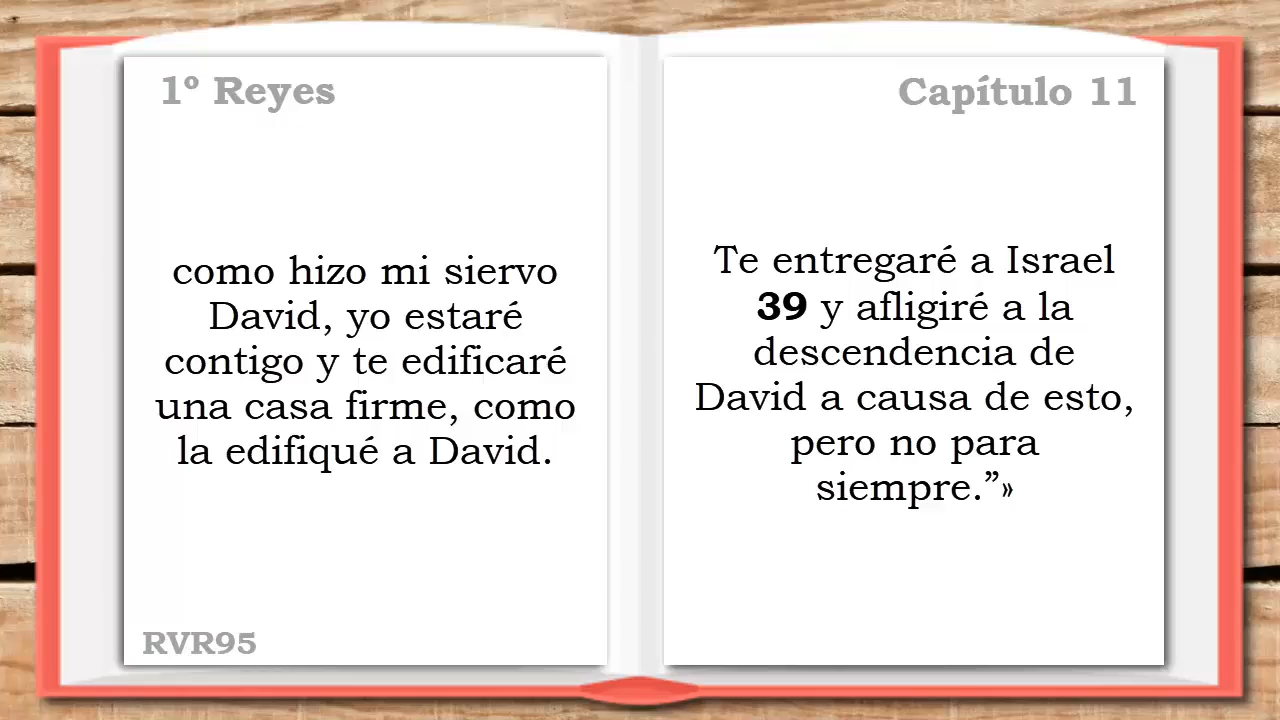 1º Reyes
como hizo mi siervo
David, yo estaré
contigo y te edificaré
una casa firme, como
la edifiqué a David.
RVR95
Capítulo 11
Te entregaré a Israel
39 y afligiré a la
descendencia de
David a causa de esto,
pero no para
siempre.”»